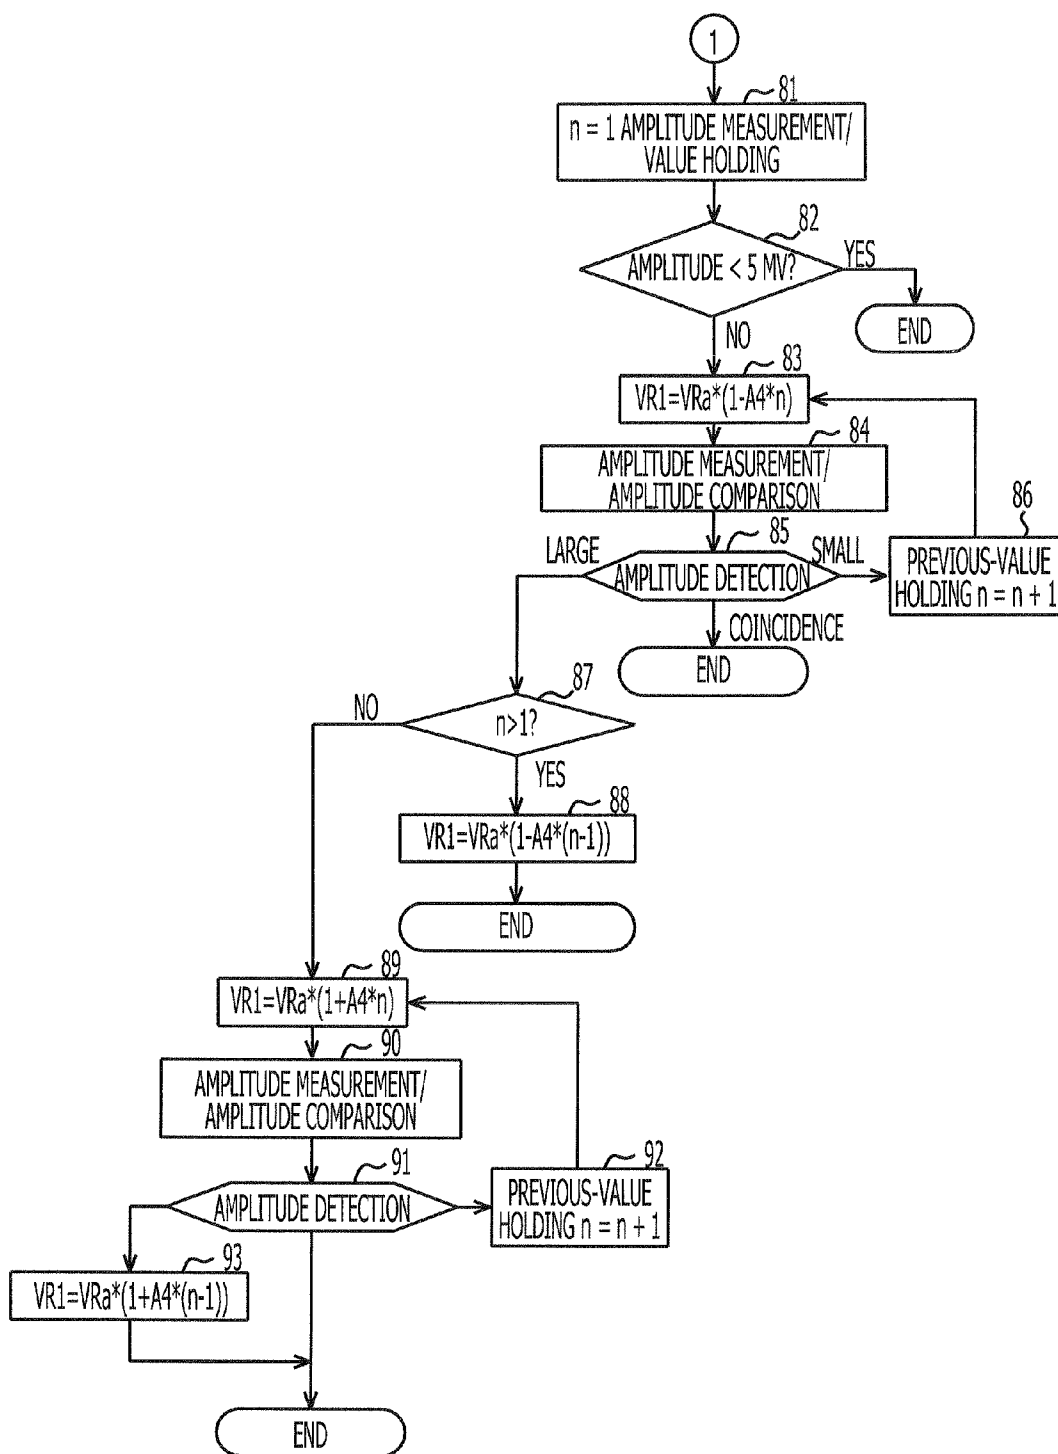 1
81
n = 1 AMPLITUDE MEASUREMENT/
VALUE HOLDING
82
AMPLITUDE < 5 MV?
YES
END
NO
83
VR1=VRa*(1-A4*n)
84
AMPLITUDE MEASUREMENT/
AMPLITUDE COMPARISON
85
86
LARGE
AMPLITUDE DETECTION
SMALL
PREVIOUS-VALUE
HOLDING n = n + 1
COINCIDENCE
END
87
NO
n>1?
YES
88
VR1=VRa*(1-A4*(n-1))
END
89
VR1=VRa*(1+A4*n)
90
AMPLITUDE MEASUREMENT/
AMPLITUDE COMPARISON
91
92
AMPLITUDE DETECTION
PREVIOUS-VALUE
HOLDING n = n + 1
93
VR1=VRa*(1+A4*(n-1))
END